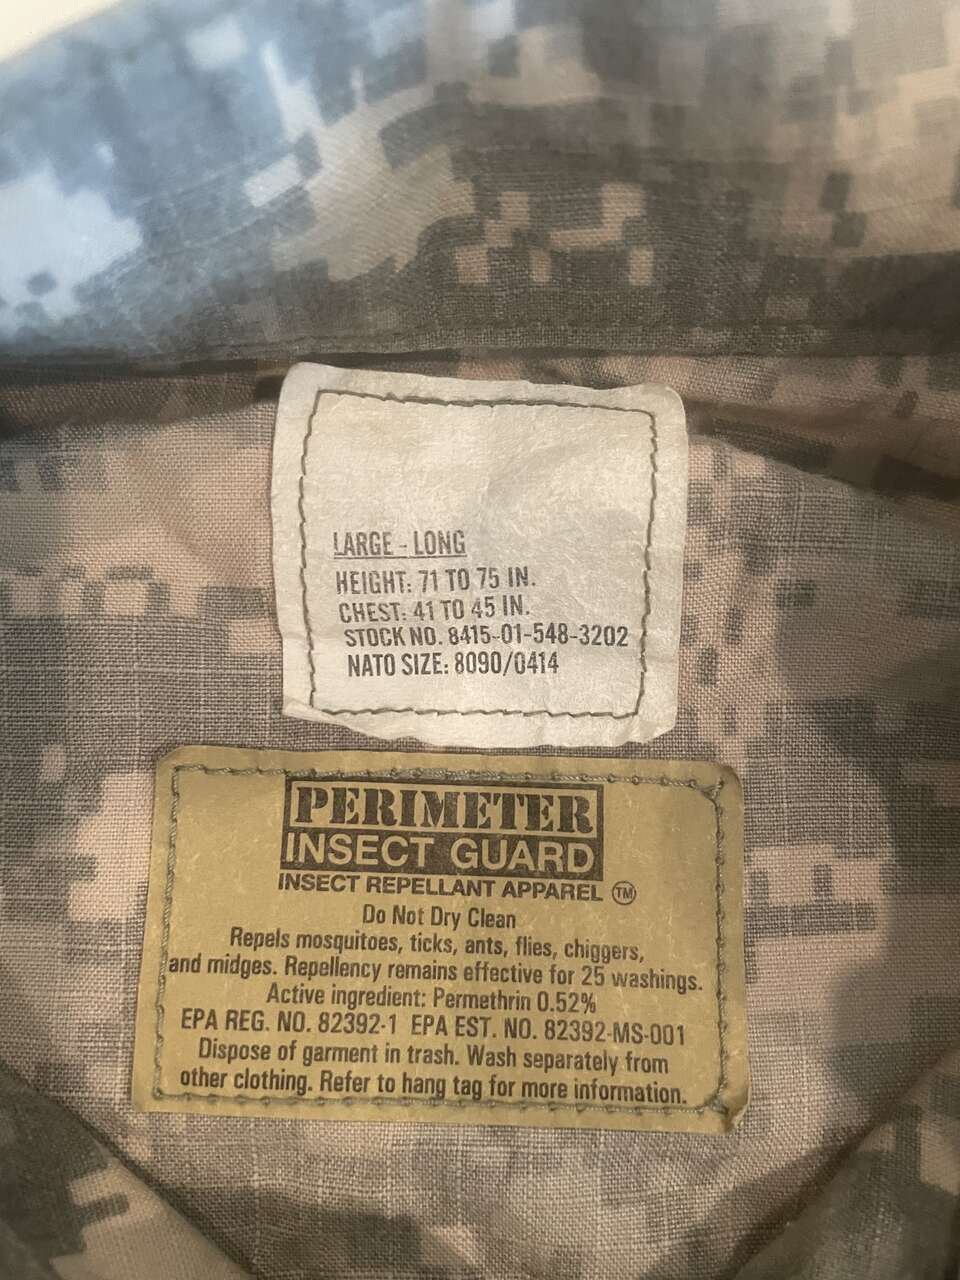 LARGE - LONG
HEIGHT: 71 TO 75 IN.
CHEST: 41 TO 45 IN.
STOCK NO. 8415-01-548-3202
NATO SIZE: 8090/0414
PERIMETER
INSECT GUARD
INSECT REPELLANT APPAREL ™
Do Not Dry Clean
Repels mosquitoes, ticks, ants, flies, chiggers,
and midges. Repellency remains effective for 25 washings.
Active ingredient: Permethrin 0.52%
EPA REG. NO. 82392-1 EPA EST. NO. 82392-MS-001
Dispose of garment in trash. Wash separately from
other clothing. Refer to hang tag for more information.